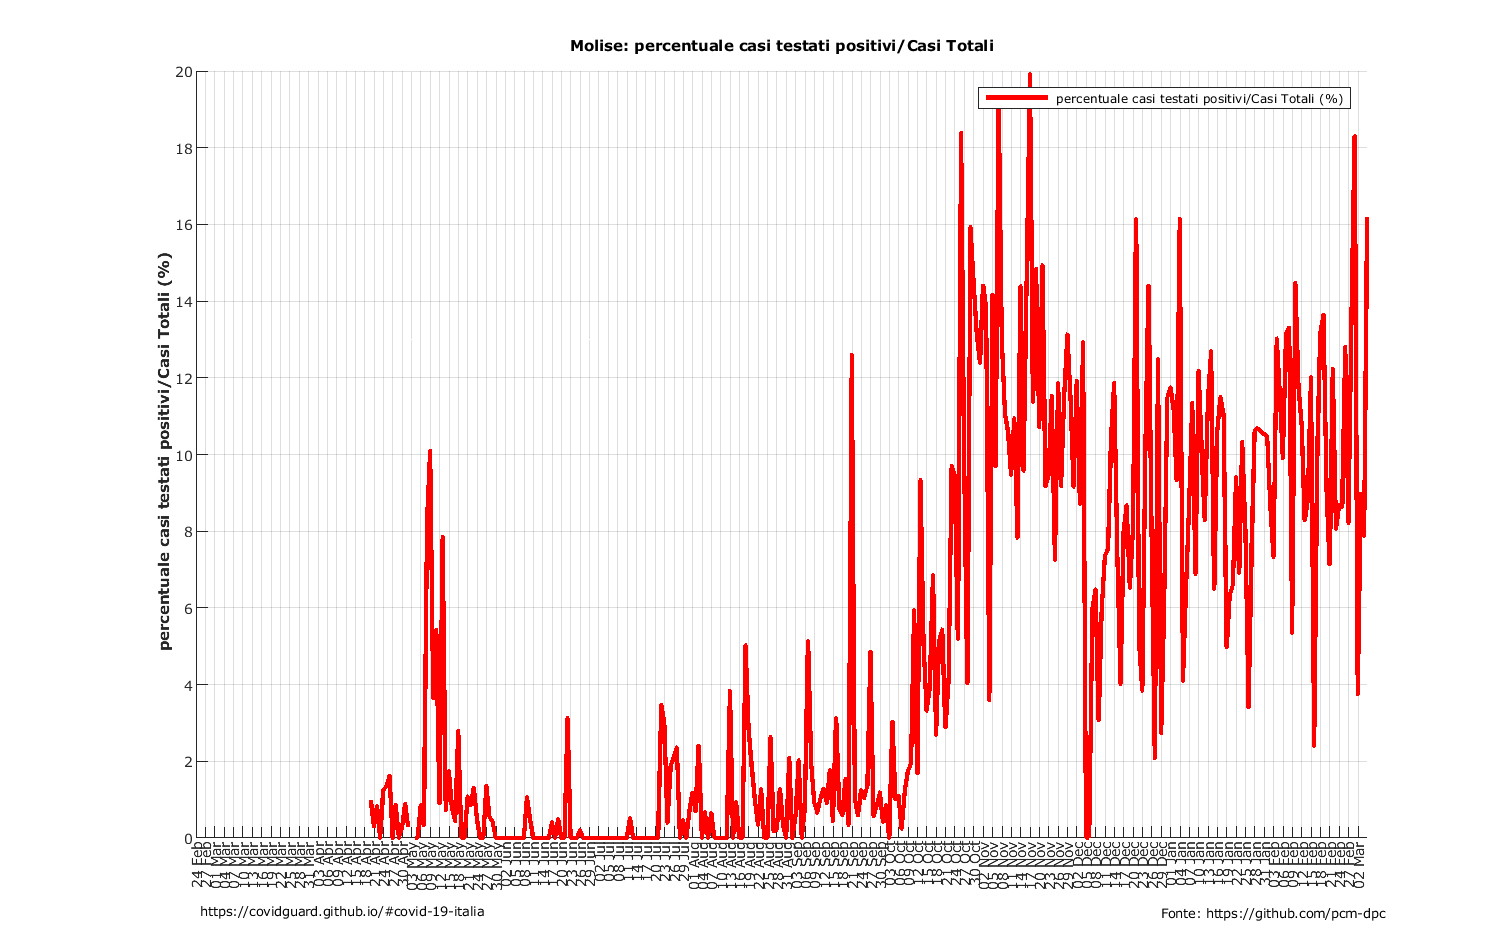 Molise: percentuale casi testati positivi/Casi Totali
percentuale casi testati positivi/Casi Totali (%)
percentuale casi testati positivi/Casi Totali (%)
20
18
16
14
12
10
8
6
4
2
0
24 Feb
27 Feb
01 Mar
04 Mar
07 Mar
10 Mar
13 Mar
16 Mar
19 Mar
22 Mar
25 Mar
28 Mar
31 Mar
03 Apr
06 Apr
09 Apr
12 Apr
15 Apr
18 Apr
21 Apr
24 Apr
27 Apr
30 Apr
03 May
06 May
09 May
12 May
15 May
18 May
21 May
24 May
27 May
30 May
02 Jun
05 Jun
08 Jun
11 Jun
14 Jun
17 Jun
20 Jun
23 Jun
26 Jun
29 Jun
02 Jul
05 Jul
08 Jul
11 Jul
14 Jul
17 Jul
20 Jul
23 Jul
26 Jul
29 Jul
01 Aug
04 Aug
07 Aug
10 Aug
13 Aug
16 Aug
19 Aug
22 Aug
25 Aug
28 Aug
31 Aug
03 Sep
06 Sep
09 Sep
12 Sep
15 Sep
18 Sep
21 Sep
24 Sep
27 Sep
30 Sep
03 Oct
06 Oct
09 Oct
12 Oct
15 Oct
18 Oct
21 Oct
24 Oct
27 Oct
30 Oct
02 Nov
05 Nov
08 Nov
11 Nov
14 Nov
17 Nov
20 Nov
23 Nov
26 Nov
29 Nov
02 Dec
05 Dec
08 Dec
11 Dec
14 Dec
17 Dec
20 Dec
23 Dec
26 Dec
29 Dec
01 Jan
04 Jan
07 Jan
10 Jan
13 Jan
16 Jan
19 Jan
22 Jan
25 Jan
28 Jan
31 Jan
03 Feb
06 Feb
09 Feb
12 Feb
15 Feb
18 Feb
21 Feb
24 Feb
27 Feb
02 Mar
https://covidguard.github.io/#covid-19-italia
Fonte: https://github.com/pcm-dpc